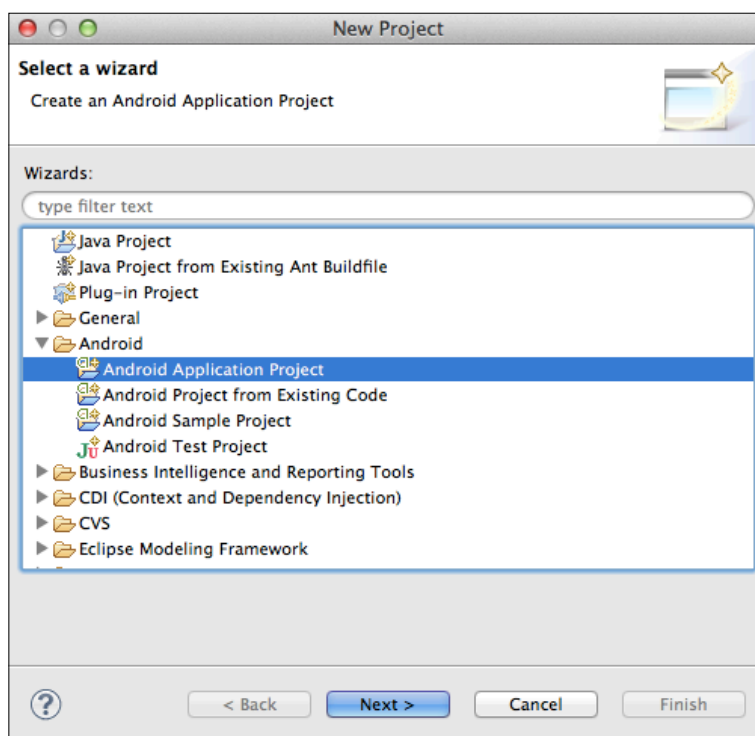 New Project
Select a wizard
Create an Android Application Project
Wizards:
type filter text
Java Project
Java Project from Existing Ant Buildfile
Plug-in Project
General
Android
Android Application Project
Android Project from Existing Code
Android Sample Project
Android Test Project
Business Intelligence and Reporting Tools
CDI (Context and Dependency Injection)
CVS
Eclipse Modeling Framework
? < Back Next > Cancel Finish